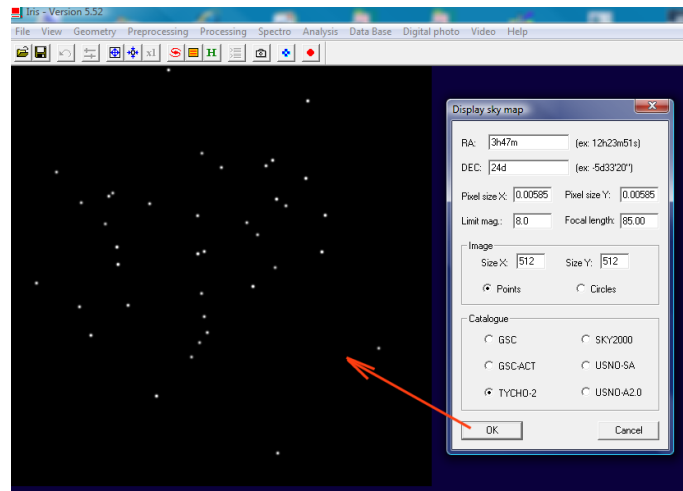 Iris - Version 5.52
File View Geometry Preprocessing Processing Spectro Analysis Data Base Digital photo Video Help
x1 S H
Display sky map
RA: 3h47m (ex: 12h23m51s)
DEC: 24d (ex: -5d33'20")
Pixel size X: 0.00585 Pixel size Y: 0.00585
Limit mag.: 8.0 Focal length: 85.00
Image
Size X: 512 Size Y: 512
Points Circles
Catalogue
GSC SKY2000
GSC-ACT USNO-SA
TYCHO-2 USNO-A2.0
OK Cancel